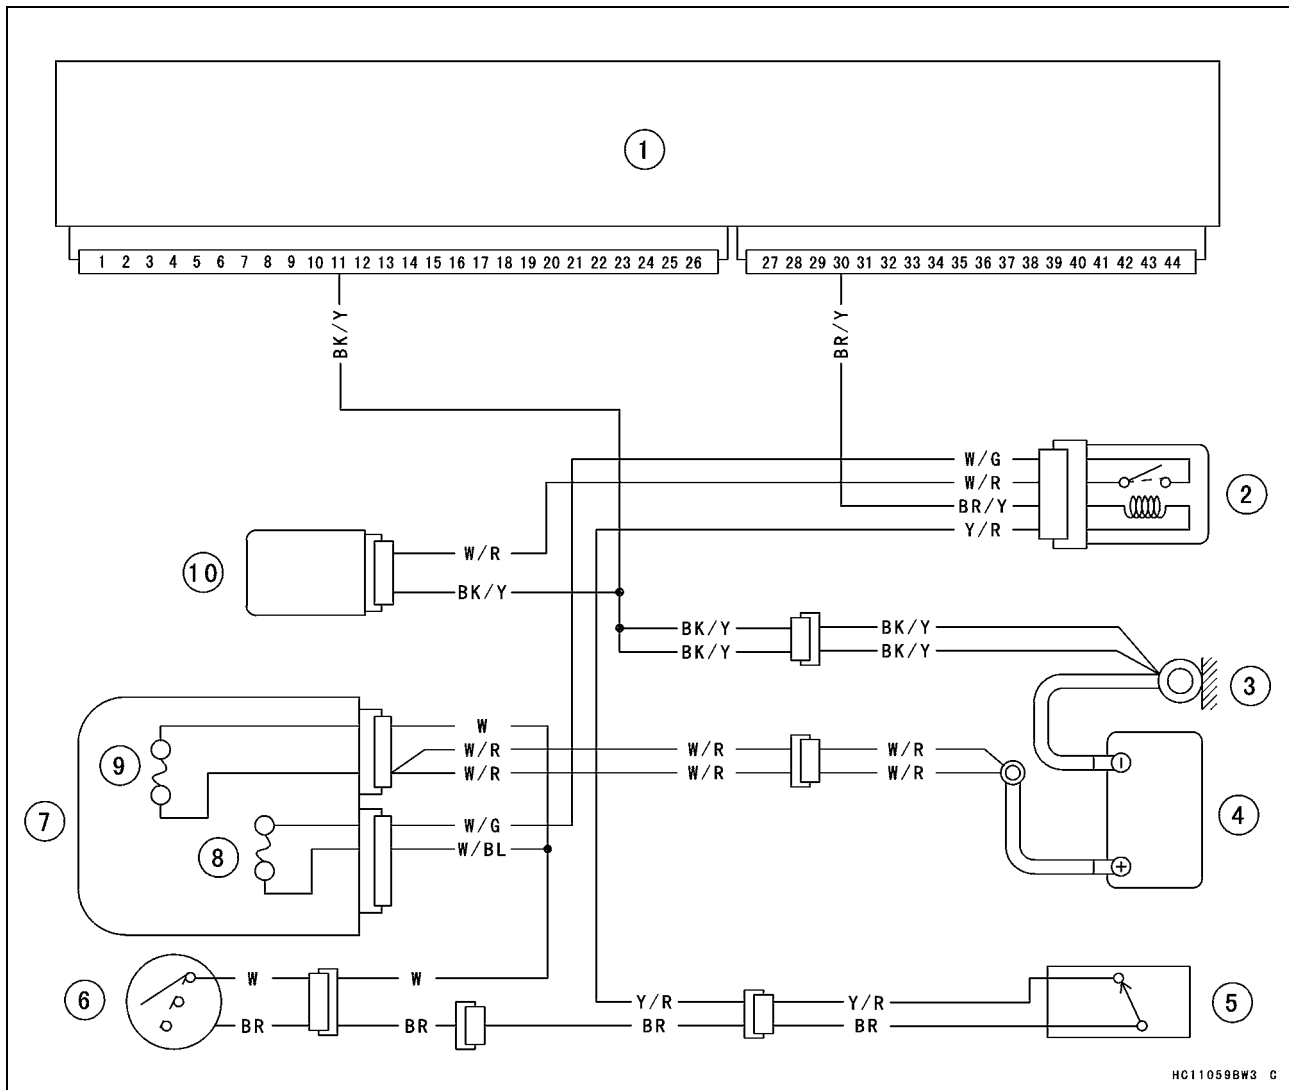 1
1 2 3 4 5 6 7 8 9 10 11 12 13 14 15 16 17 18 19 20 21 22 23 24 25 26
27 28 29 30 31 32 33 34 35 36 37 38 39 40 41 42 43 44
BK/Y
BR/Y
W/G
W/R
BR/Y
Y/R
2
10
W/R
BK/Y
BK/Y BK/Y
BK/Y BK/Y
3
W
W/R W/R W/R
W/R W/R W/R
9
7
8
W/G
W/BL
4
6
W W
BR BR
Y/R Y/R
BR BR
5
HC11059BW3 C